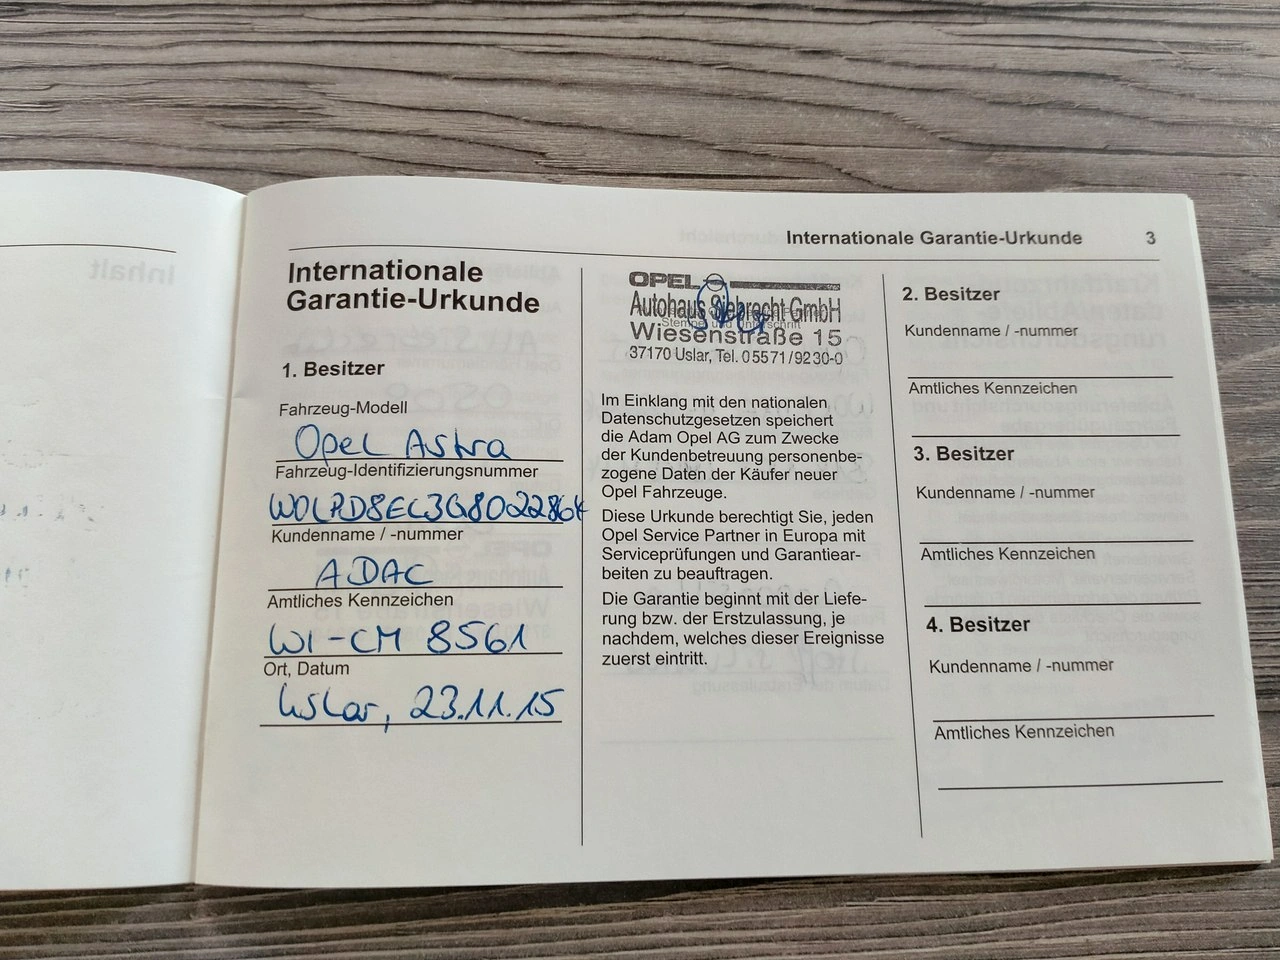 Inhalt
Internationale Garantie-Urkunde 3
Internationale
Garantie-Urkunde
1. Besitzer
Fahrzeug-Modell
Opel Astra
Fahrzeug-Identifizierungsnummer
W0LPD8EC3G8022864
Kundenname / -nummer
ADAC
Amtliches Kennzeichen
WI-CM 8561
Ort, Datum
Uslar, 23.11.15
OPEL
Autohaus Siebrecht GmbH
Stempel und Unterschrift
Wiesenstraße 15
37170 Uslar, Tel. 05571/9230-0
Im Einklang mit den nationalen
Datenschutzgesetzen speichert
die Adam Opel AG zum Zwecke
der Kundenbetreuung personenbe-
zogene Daten der Käufer neuer
Opel Fahrzeuge.
Diese Urkunde berechtigt Sie, jeden
Opel Service Partner in Europa mit
Serviceprüfungen und Garantiear-
beiten zu beauftragen.
Die Garantie beginnt mit der Liefe-
rung bzw. der Erstzulassung, je
nachdem, welches dieser Ereignisse
zuerst eintritt.
2. Besitzer
Kundenname / -nummer
Amtliches Kennzeichen
3. Besitzer
Kundenname / -nummer
Amtliches Kennzeichen
4. Besitzer
Kundenname / -nummer
Amtliches Kennzeichen